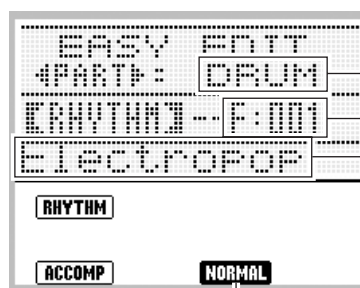 EASY EDIT
◀PART▶: DRUM
【RHYTHM】--F:001
Electropop
RHYTHM
ACCOMP NORMAL